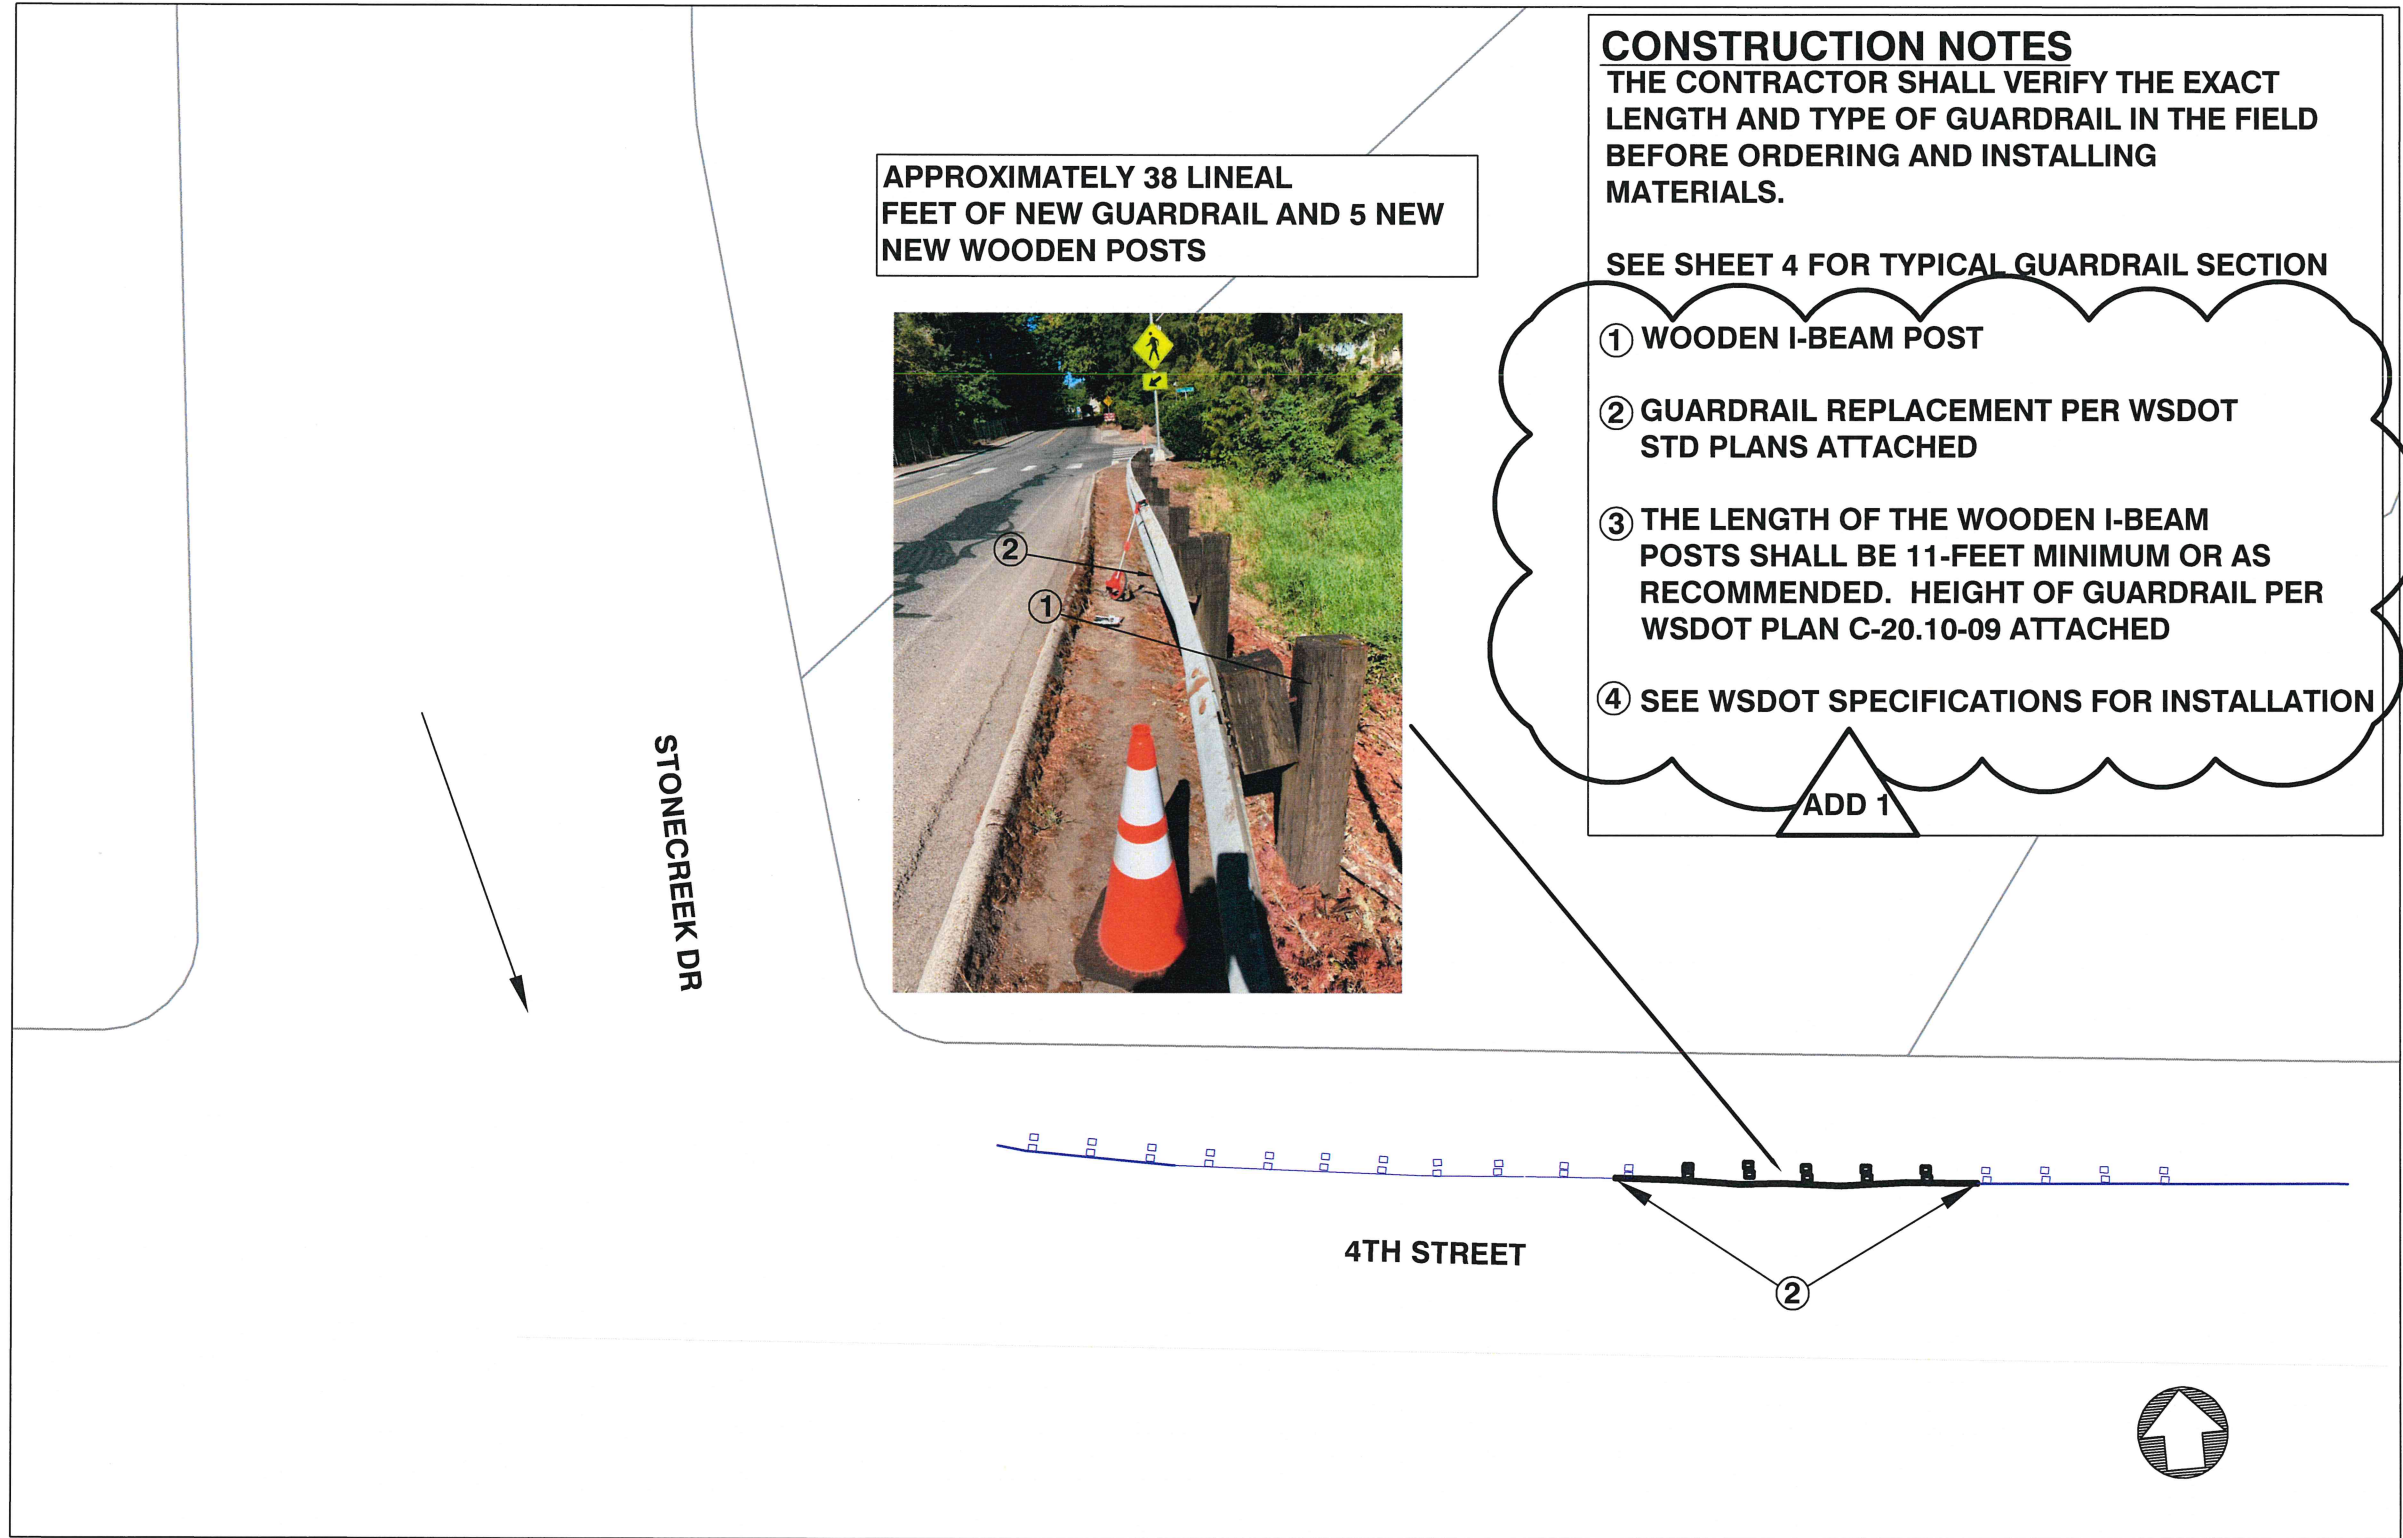 CONSTRUCTION NOTES
THE CONTRACTOR SHALL VERIFY THE EXACT
LENGTH AND TYPE OF GUARDRAIL IN THE FIELD
BEFORE ORDERING AND INSTALLING
MATERIALS.
SEE SHEET 4 FOR TYPICAL GUARDRAIL SECTION
① WOODEN I-BEAM POST
② GUARDRAIL REPLACEMENT PER WSDOT
STD PLANS ATTACHED
③ THE LENGTH OF THE WOODEN I-BEAM
POSTS SHALL BE 11-FEET MINIMUM OR AS
RECOMMENDED. HEIGHT OF GUARDRAIL PER
WSDOT PLAN C-20.10-09 ATTACHED
④ SEE WSDOT SPECIFICATIONS FOR INSTALLATION
ADD 1
APPROXIMATELY 38 LINEAL
FEET OF NEW GUARDRAIL AND 5 NEW
NEW WOODEN POSTS
②
①
STONECREEK DR
4TH STREET
②